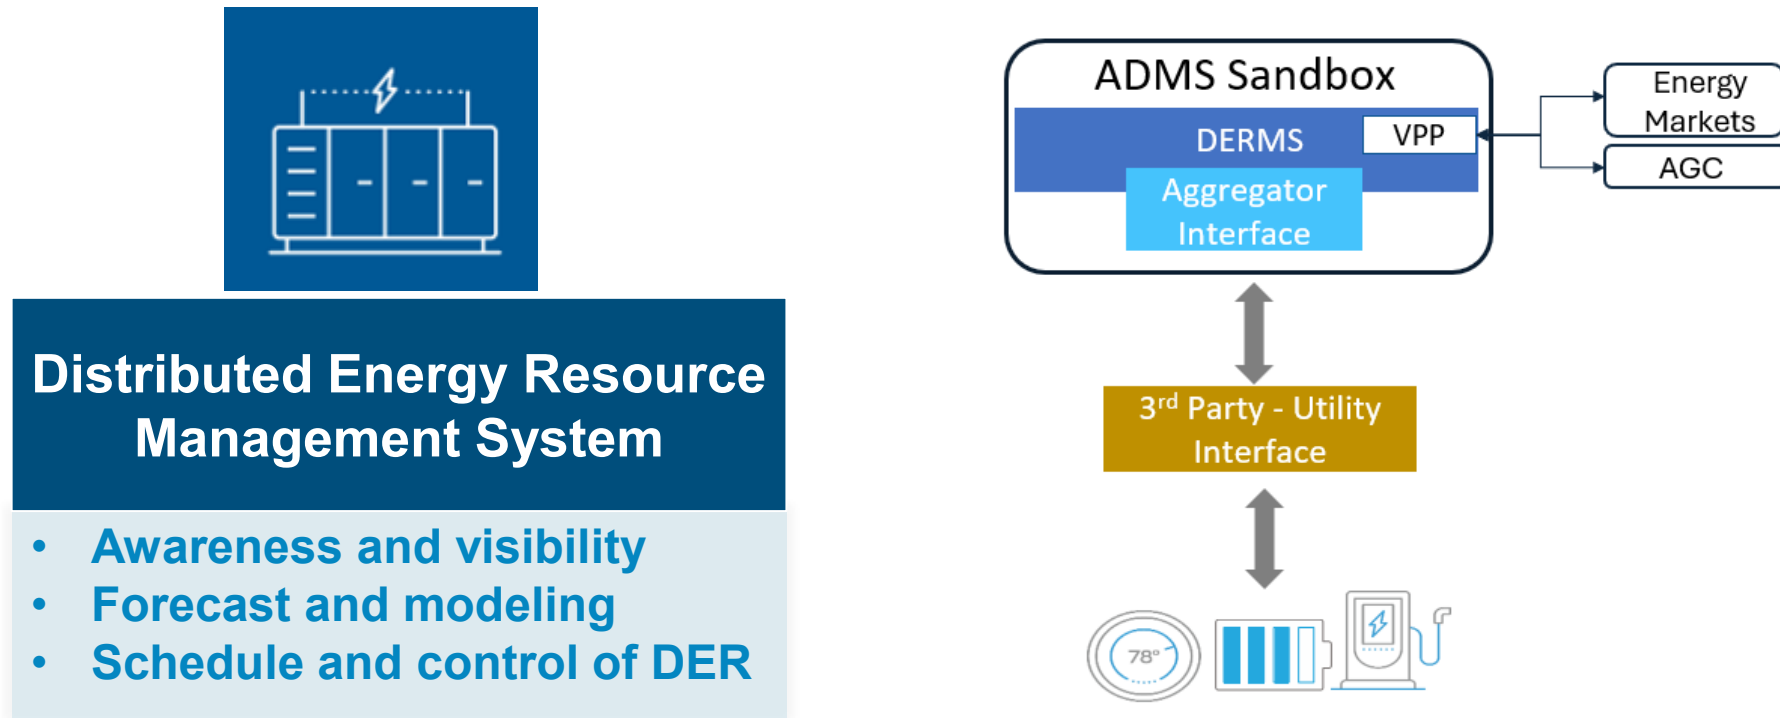 Distributed Energy Resource
Management System
• Awareness and visibility
• Forecast and modeling
• Schedule and control of DER
ADMS Sandbox
DERMS
VPP
Aggregator
Interface
Energy
Markets
AGC
3rd Party - Utility
Interface
78°